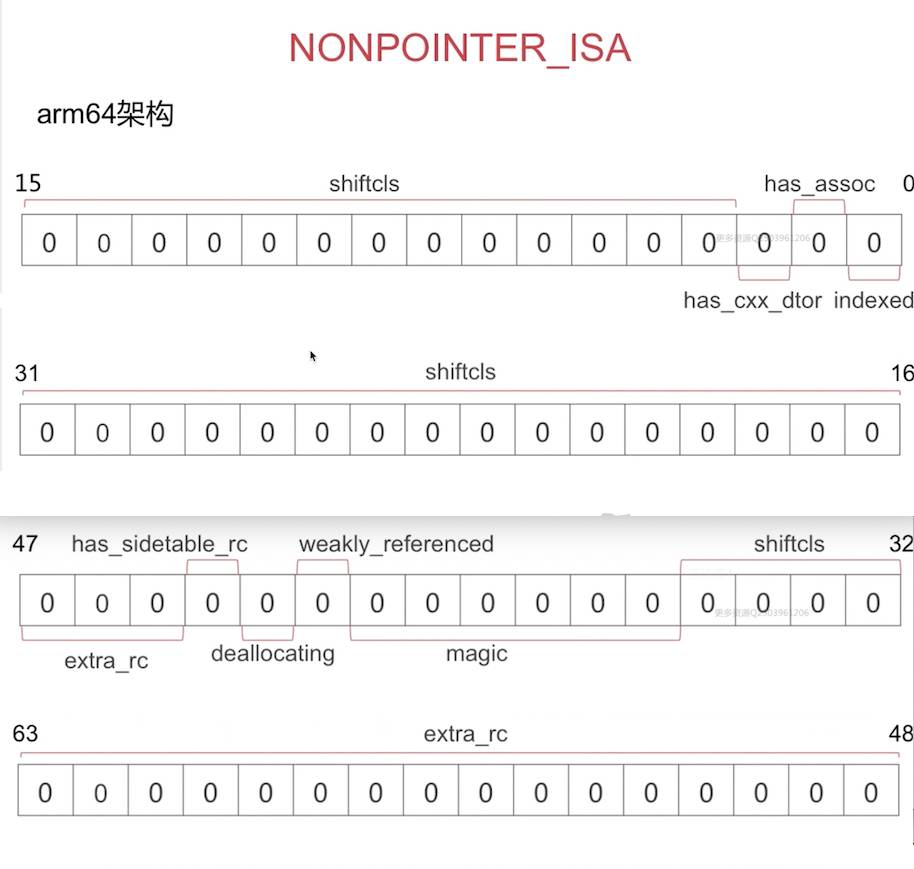 NONPOINTER_ISA
arm64架构
15 shiftcls has_assoc 0
0 0 0 0 0 0 0 0 0 0 0 0 0 0 0 0
has_cxx_dtor indexed
31 shiftcls 16
0 0 0 0 0 0 0 0 0 0 0 0 0 0 0 0
47 has_sidetable_rc weakly_referenced shiftcls 32
0 0 0 0 0 0 0 0 0 0 0 0 0 0 0 0
extra_rc deallocating magic
63 extra_rc 48
0 0 0 0 0 0 0 0 0 0 0 0 0 0 0 0